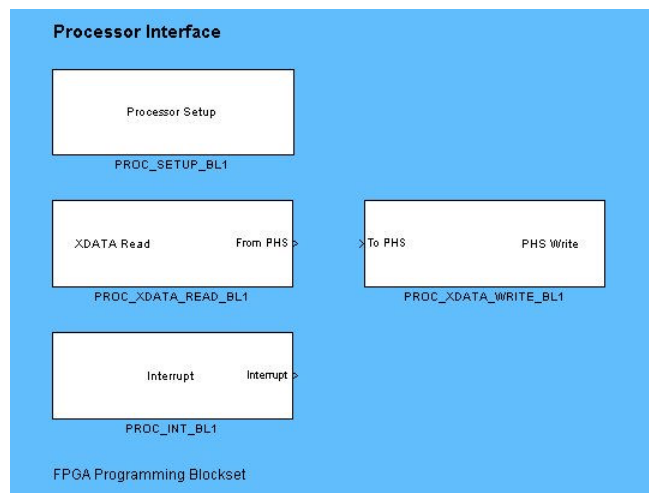 Processor Interface
Processor Setup
PROC_SETUP_BL1
XDATA Read From PHS
PROC_XDATA_READ_BL1
To PHS PHS Write
PROC_XDATA_WRITE_BL1
Interrupt Interrupt
PROC_INT_BL1
FPGA Programming Blockset